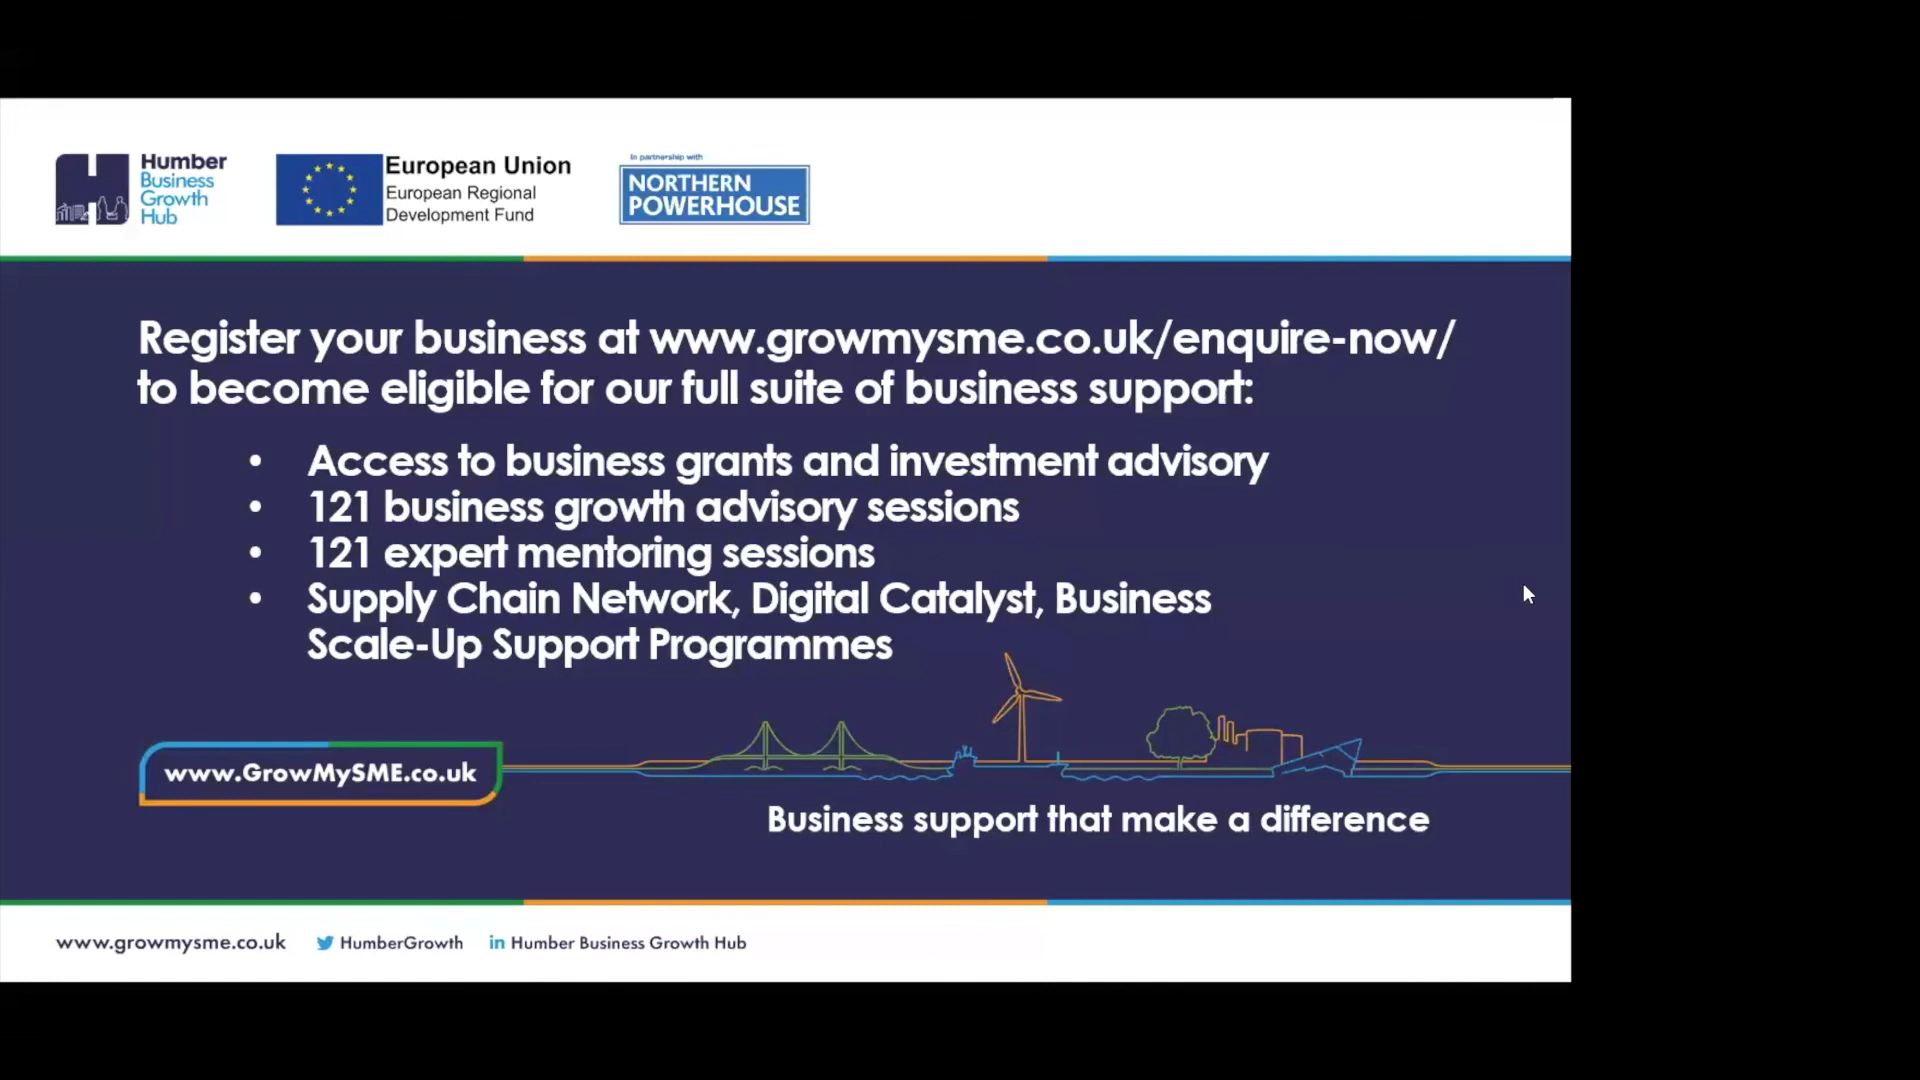 Humber
Business
Growth
Hub
European Union
European Regional
Development Fund
In partnership with
NORTHERN
POWERHOUSE
Register your business at www.growmysme.co.uk/enquire-now/
to become eligible for our full suite of business support:
• Access to business grants and investment advisory
• 121 business growth advisory sessions
• 121 expert mentoring sessions
• Supply Chain Network, Digital Catalyst, Business
Scale-Up Support Programmes
www.GrowMySME.co.uk
Business support that make a difference
www.growmysme.co.uk HumberGrowth in Humber Business Growth Hub